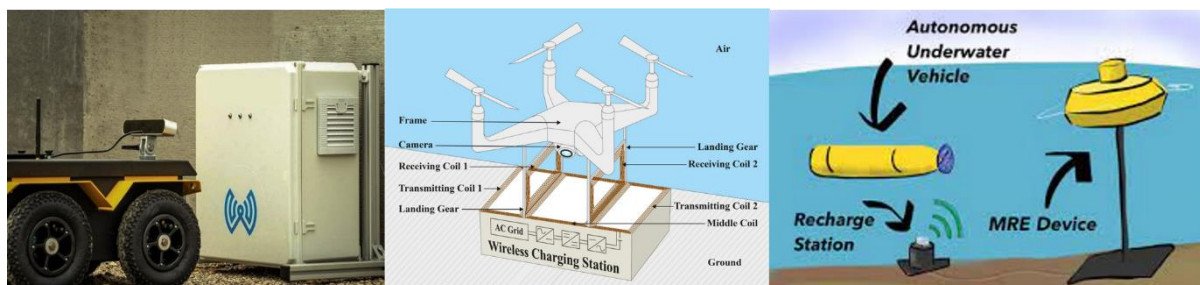 Air
Frame
Camera
Landing Gear
Receiving Coil 1
Receiving Coil 2
Transmitting Coil 1
Landing Gear
Transmitting Coil 2
Middle Coil
AC Grid
Wireless Charging Station
Ground
Autonomous
Underwater
Vehicle
Recharge
Station
MRE Device